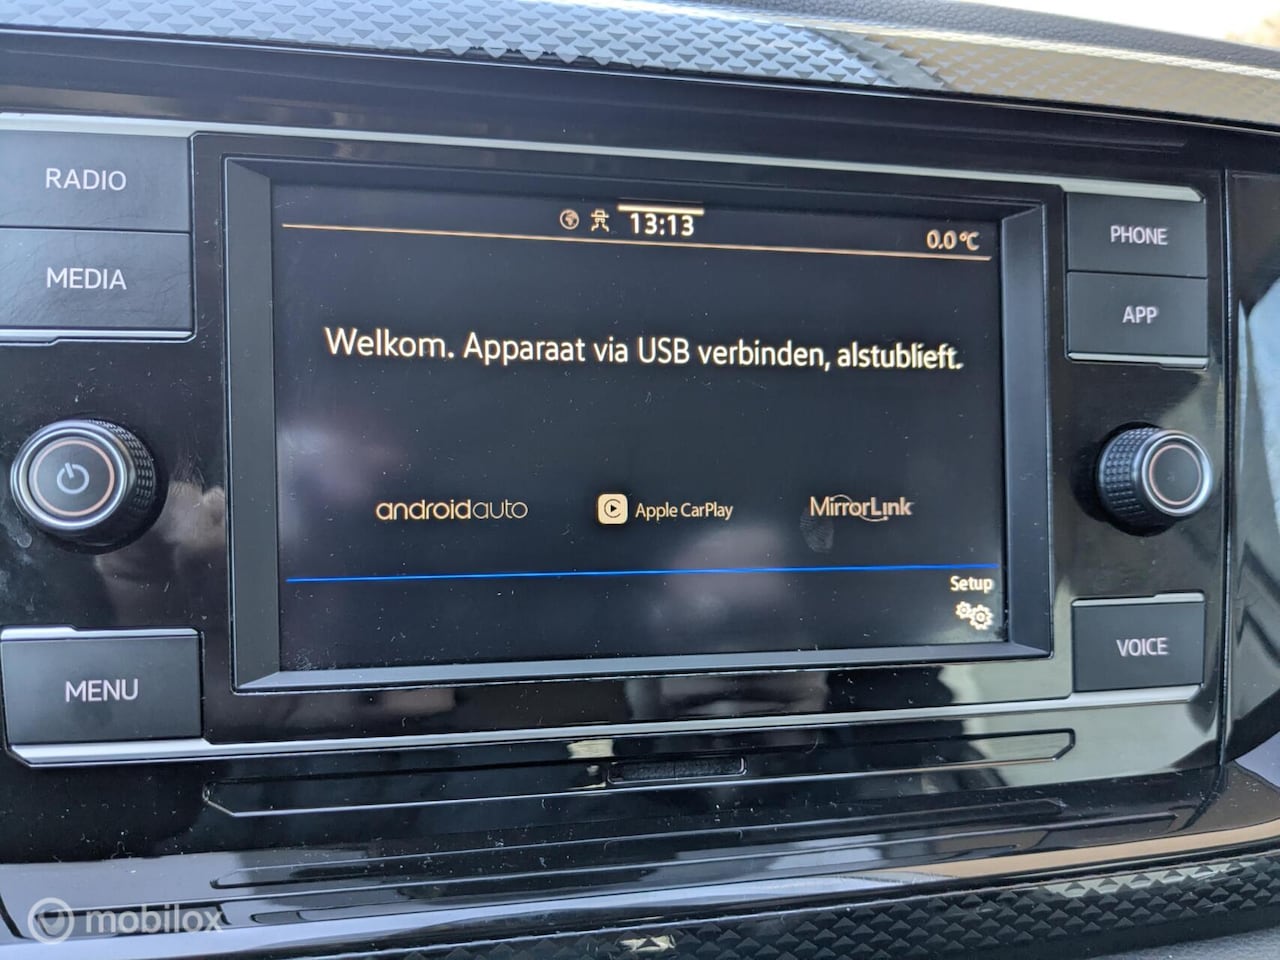 RADIO
MEDIA
MENU
13:13
0.0°C
Welkom. Apparaat via USB verbinden, alstublieft.
androidauto
Apple CarPlay
MirrorLink
Setup
PHONE
APP
VOICE
mobilox